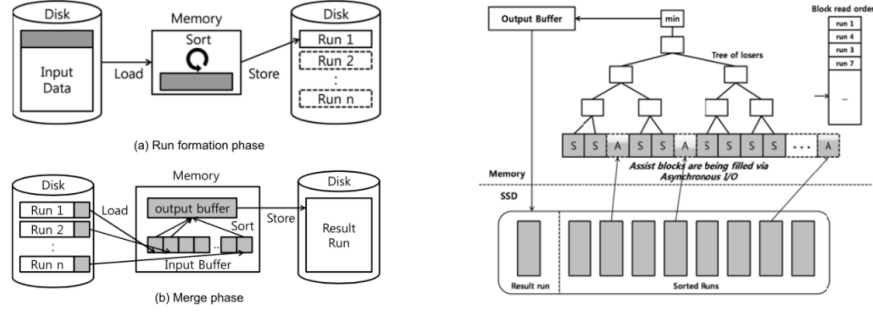 Disk
Memory
Disk
Sort
Input
Data
Load
Store
Run 1
Run 2
:
Run n
(a) Run formation phase
Disk
Memory
Disk
Run 1
Run 2
:
Run n
Load
output buffer
Sort
..
Input Buffer
Store
Result
Run
(b) Merge phase
Output Buffer
min
Block read order
run 1
run 4
run 3
run 7
...
Tree of losers
S S A S S A S S S S ... A
Assist blocks are being filled via
Asynchronous I/O
Memory
SSD
Result run
Sorted Runs